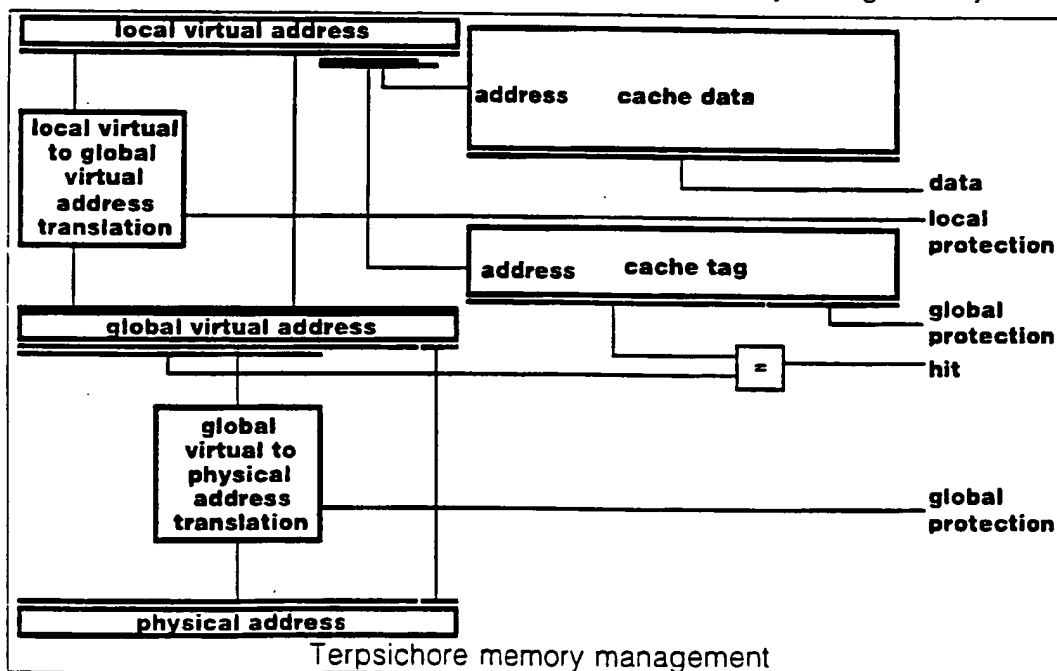 local virtual address
address cache data
local virtual
to global
virtual
address
translation
data
local
protection
address cache tag
global virtual address
global
protection
=
hit
global
virtual to
physical
address
translation
global
protection
physical address
Terpsichore memory management